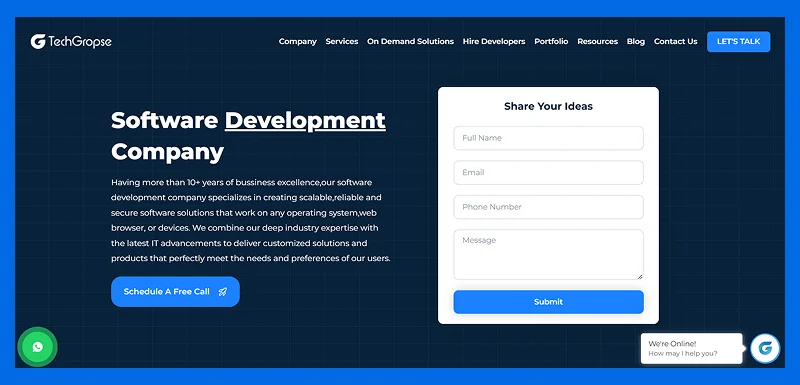 TechGropse
Company Services On Demand Solutions Hire Developers Portfolio Resources Blog Contact Us LET'S TALK
Software Development
Company
Having more than 10+ years of bussiness excellence,our software
development company specializes in creating scalable,reliable and
secure software solutions that work on any operating system,web
browser, or devices. We combine our deep industry expertise with
the latest IT advancements to deliver customized solutions and
products that perfectly meet the needs and preferences of our users.
Schedule A Free Call
Share Your Ideas
Full Name
Email
Phone Number
Message
Submit
We're Online!
How may I help you?